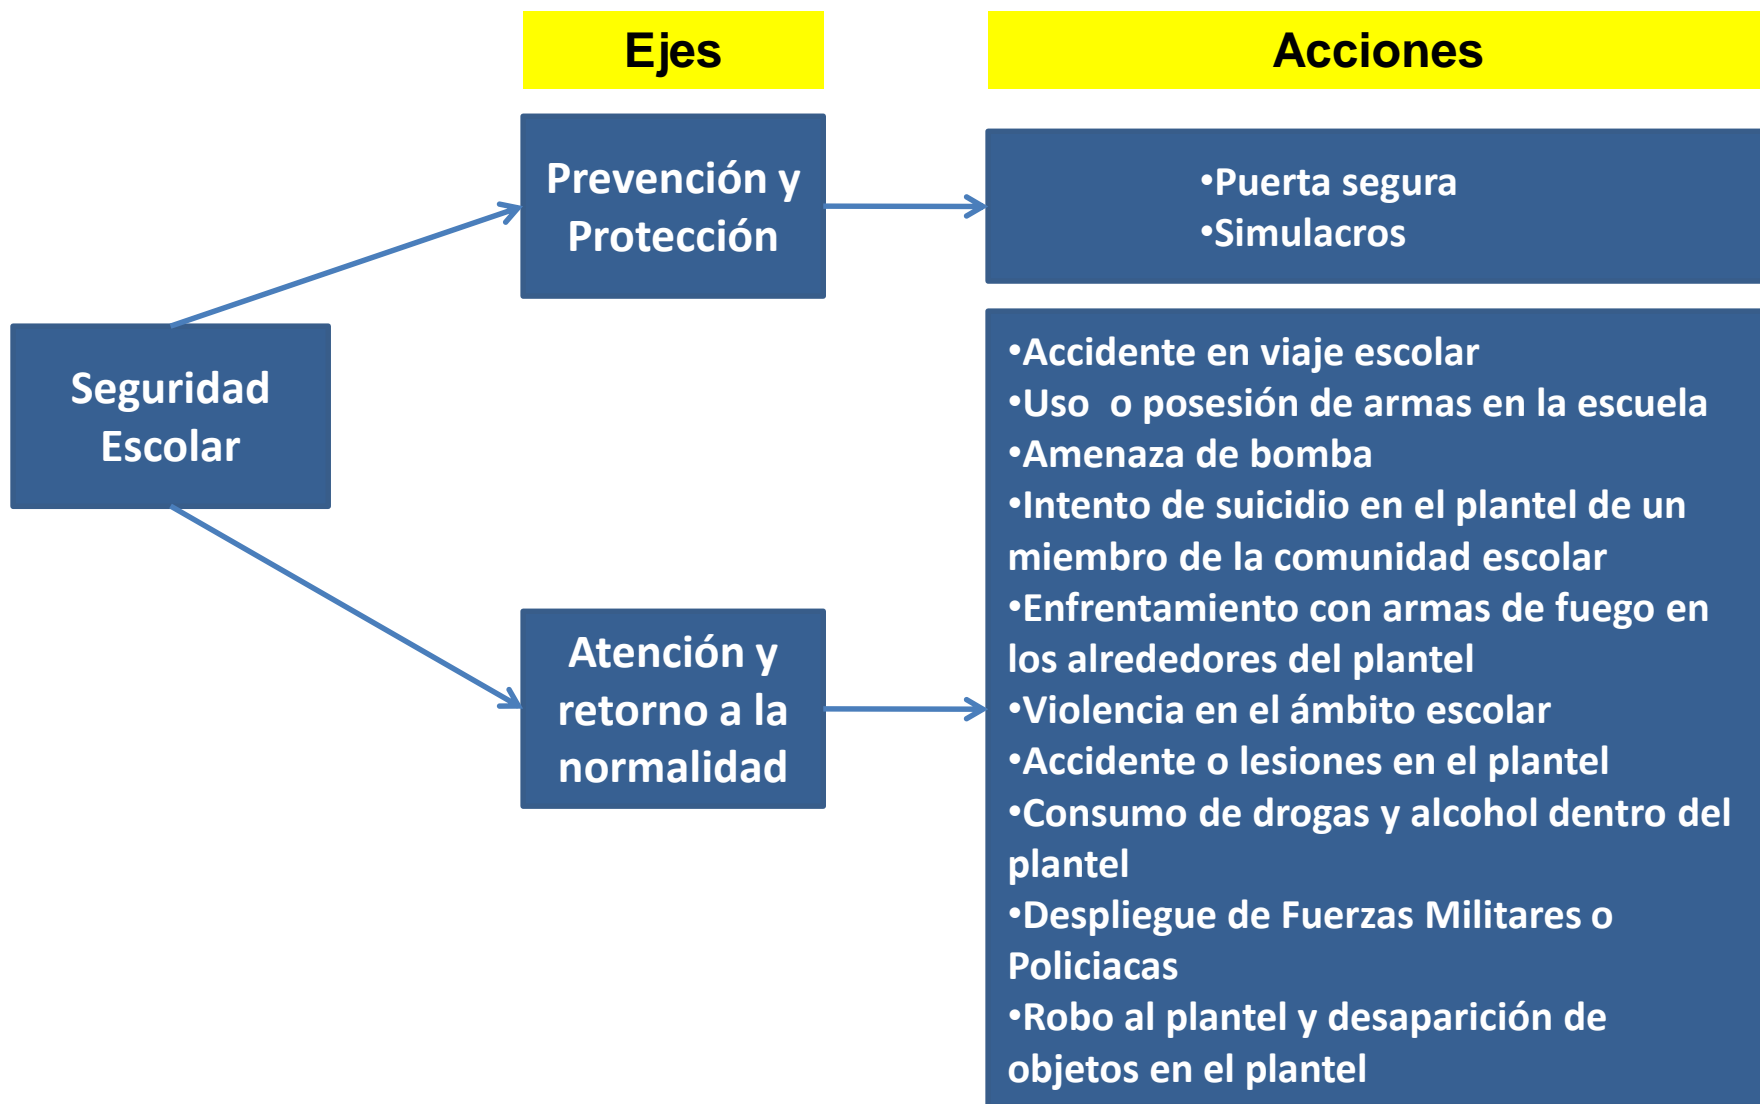 Ejes
Acciones
Prevención y
Protección
•Puerta segura
•Simulacros
Seguridad
Escolar
Atención y
retorno a la
normalidad
•Accidente en viaje escolar
•Uso  o posesión de armas en la escuela
•Amenaza de bomba
•Intento de suicidio en el plantel de un
miembro de la comunidad escolar
•Enfrentamiento con armas de fuego en
los alrededores del plantel
•Violencia en el ámbito escolar
•Accidente o lesiones en el plantel
•Consumo de drogas y alcohol dentro del
plantel
•Despliegue de Fuerzas Militares o
Policiacas
•Robo al plantel y desaparición de
objetos en el plantel